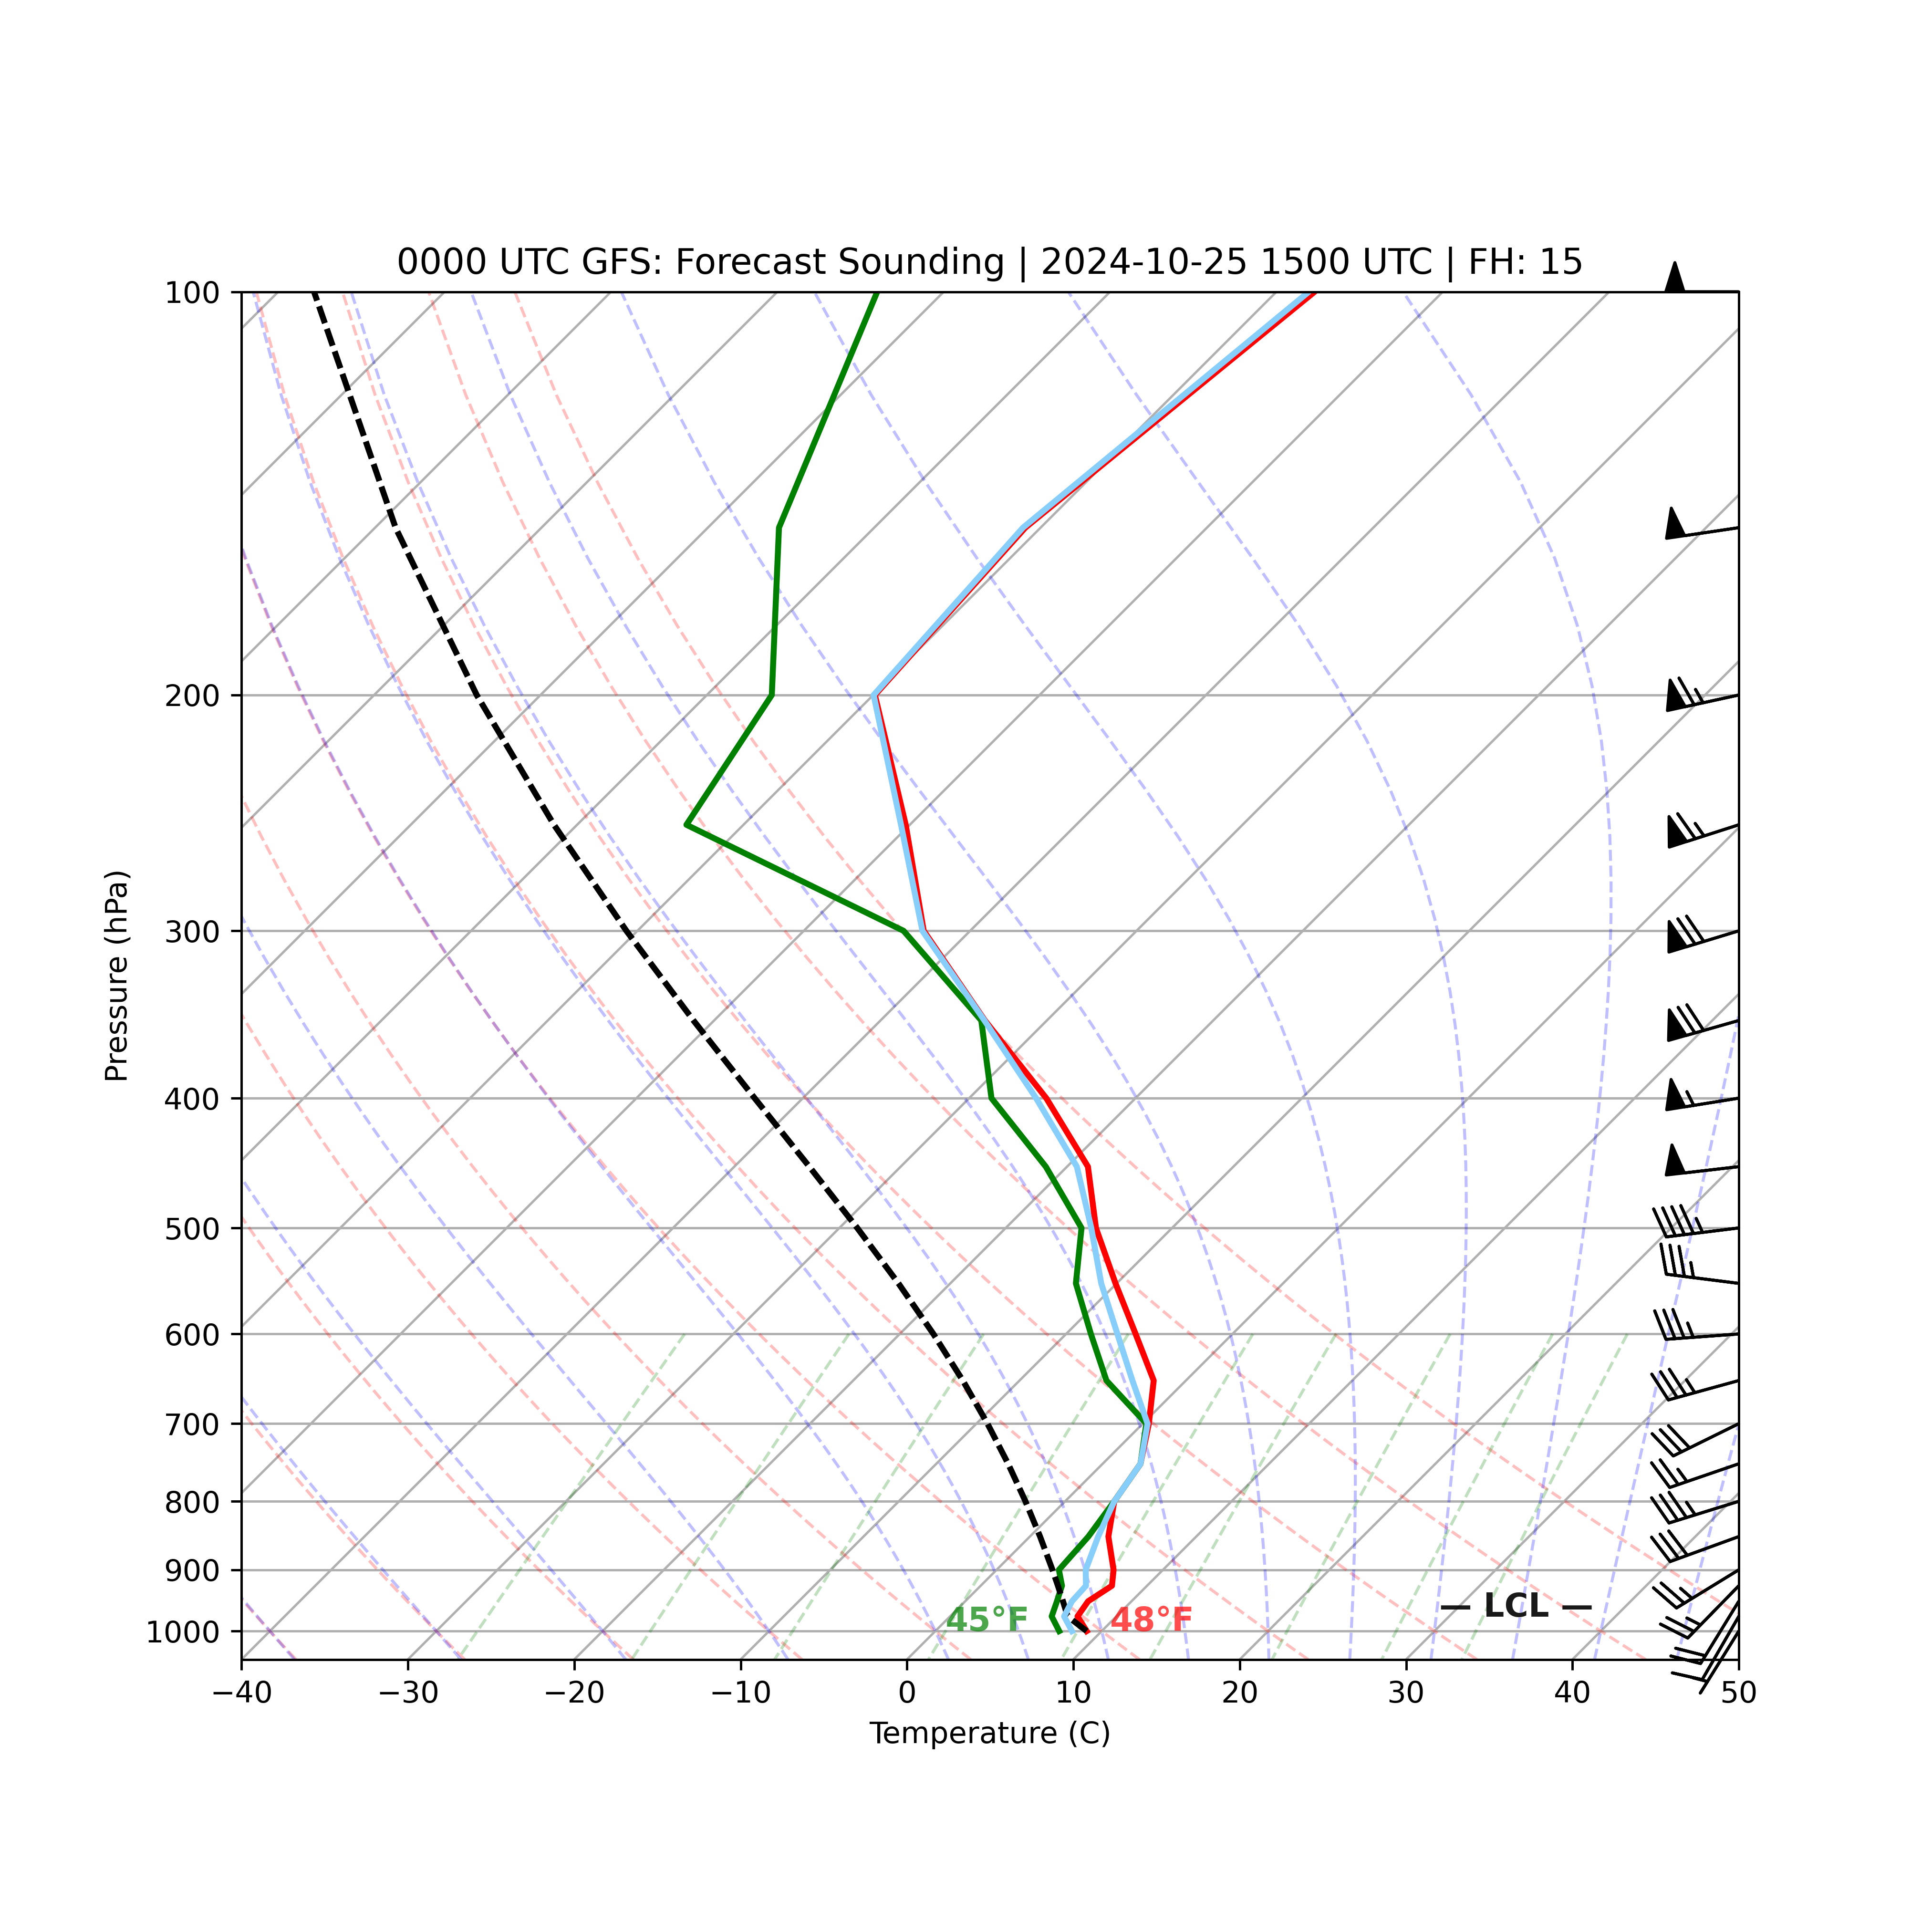 0000 UTC GFS: Forecast Sounding | 2024-10-25 1500 UTC | FH: 15
100
200
300
400
500
600
700
800
900
1000
Pressure (hPa)
45°F
48°F
— LCL —
−40 −30 −20 −10 0 10 20 30 40 50
Temperature (C)